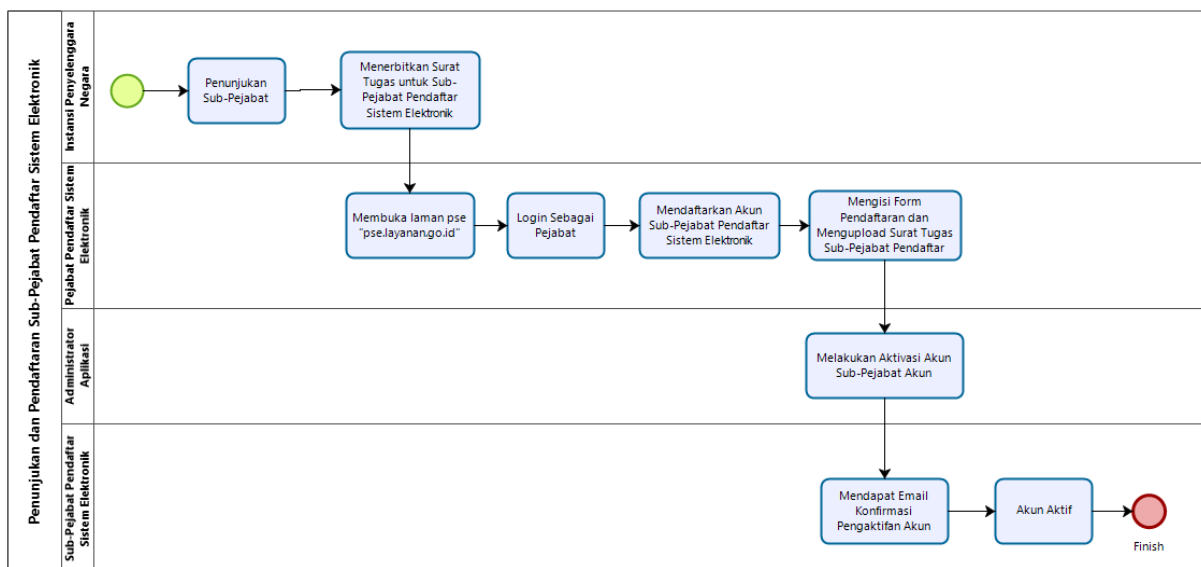 Penunjukan dan Pendaftaran Sub-Pejabat Pendaftar Sistem Elektronik
Instansi Penyelenggara
Negara
Penunjukan
Sub-Pejabat
Menerbitkan Surat
Tugas untuk Sub-
Pejabat Pendaftar
Sistem Elektronik
Pejabat Pendaftar Sistem
Elektronik
Membuka laman pse
"pse.layanan.go.id"
Login Sebagai
Pejabat
Mendaftarkan Akun
Sub-Pejabat Pendaftar
Sistem Elektronik
Mengisi Form
Pendaftaran dan
Mengupload Surat Tugas
Sub-Pejabat Pendaftar
Administrator
Aplikasi
Melakukan Aktivasi Akun
Sub-Pejabat Akun
Sub-Pejabat Pendaftar
Sistem Elektronik
Mendapat Email
Konfirmasi
Pengaktifan Akun
Akun Aktif
Finish